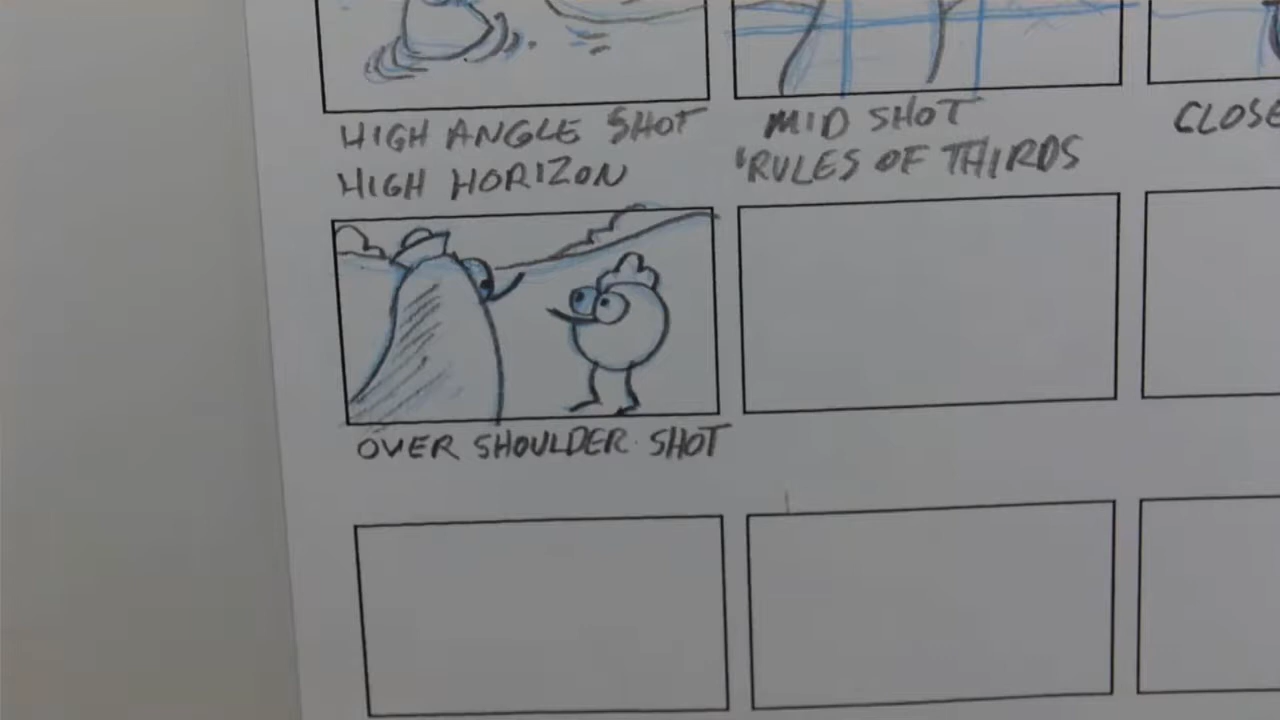 HIGH ANGLE SHOT
HIGH HORIZON
MID SHOT
'RULES OF THIRDS
CLOSE
OVER SHOULDER SHOT